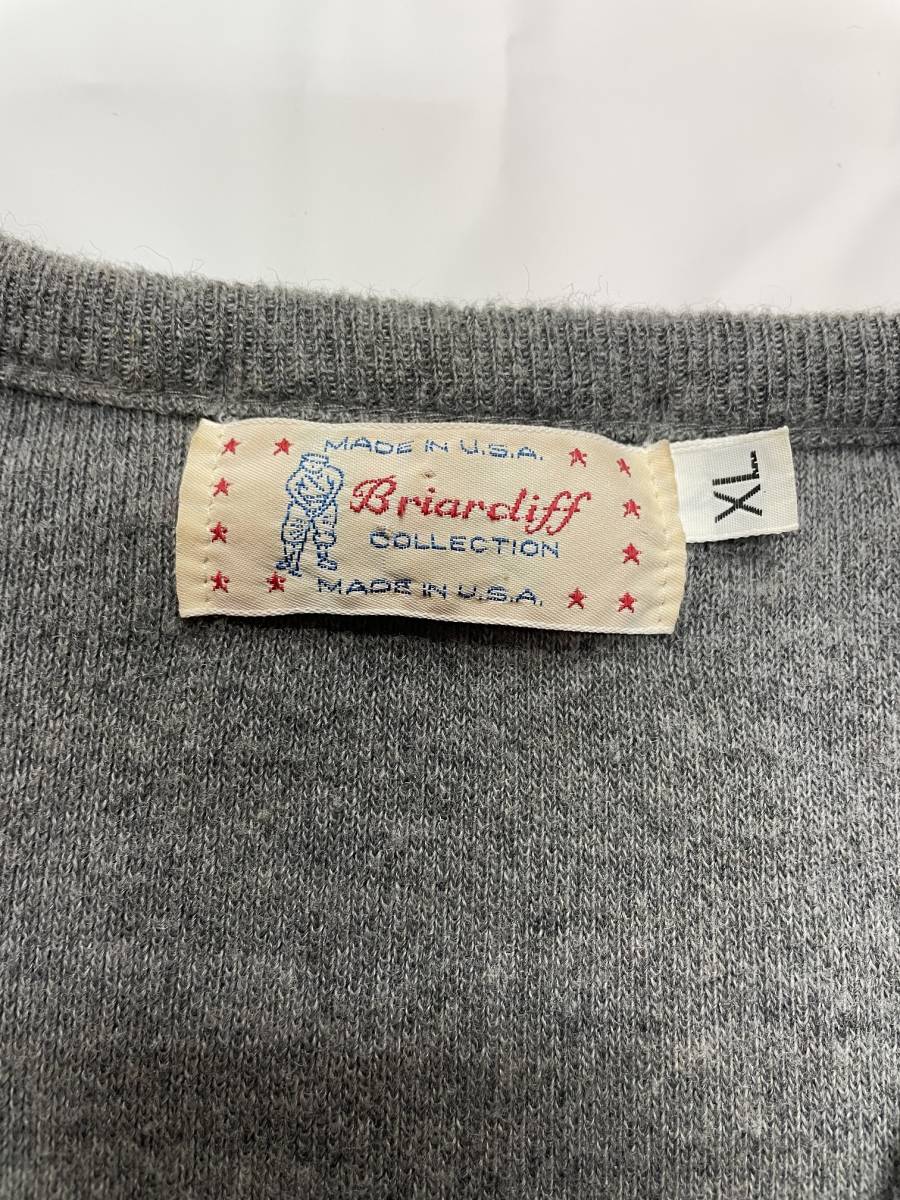 MADE IN U.S.A.
Briarcliff
COLLECTION
MADE IN U.S.A.
XL